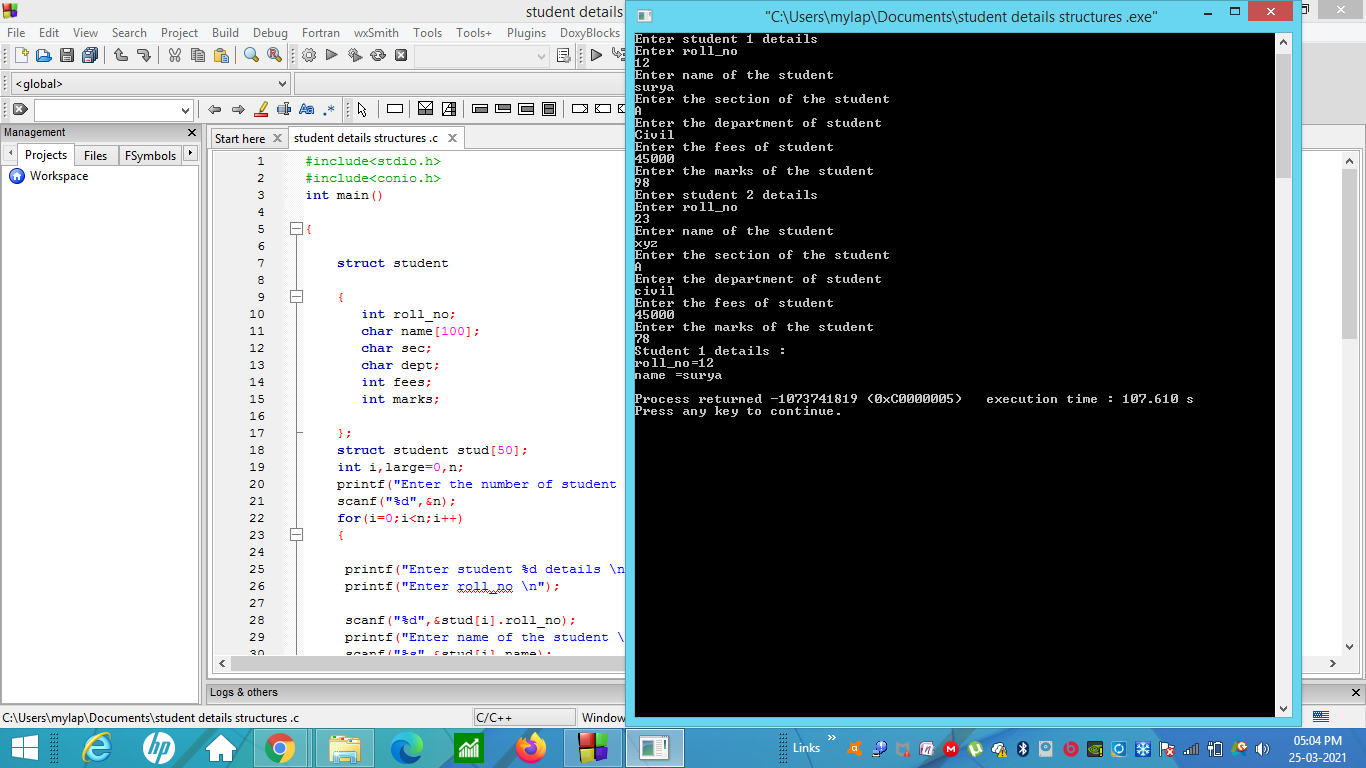 student details
"C:\Users\mylap\Documents\student details structures .exe"
File Edit View Search Project Build Debug Fortran wxSmith Tools Tools+ Plugins DoxyBlocks
<global>
Aa .*
Management
Projects Files FSymbols
Workspace
Start here student details structures .c
1 #include<stdio.h>
2 #include<conio.h>
3 int main()
4
5 {
6
7 struct student
8
9 {
10 int roll_no;
11 char name[100];
12 char sec;
13 char dept;
14 int fees;
15 int marks;
16
17 };
18 struct student stud[50];
19 int i,large=0,n;
20 printf("Enter the number of student
21 scanf("%d",&n);
22 for(i=0;i<n;i++)
23 {
24
25 printf("Enter student %d details \n
26 printf("Enter roll_no \n");
27
28 scanf("%d",&stud[i].roll_no);
29 printf("Enter name of the student \
30 scanf("%s",&stud[i].name);
Enter student 1 details
Enter roll_no
12
Enter name of the student
surya
Enter the section of the student
A
Enter the department of student
Civil
Enter the fees of student
45000
Enter the marks of the student
98
Enter student 2 details
Enter roll_no
23
Enter name of the student
xyz
Enter the section of the student
A
Enter the department of student
civil
Enter the fees of student
45000
Enter the marks of the student
78
Student 1 details :
roll_no=12
name =surya
Process returned -1073741819 (0xC0000005) execution time : 107.610 s
Press any key to continue.
Logs & others
C:\Users\mylap\Documents\student details structures .c C/C++ Window
Links
05:04 PM
25-03-2021